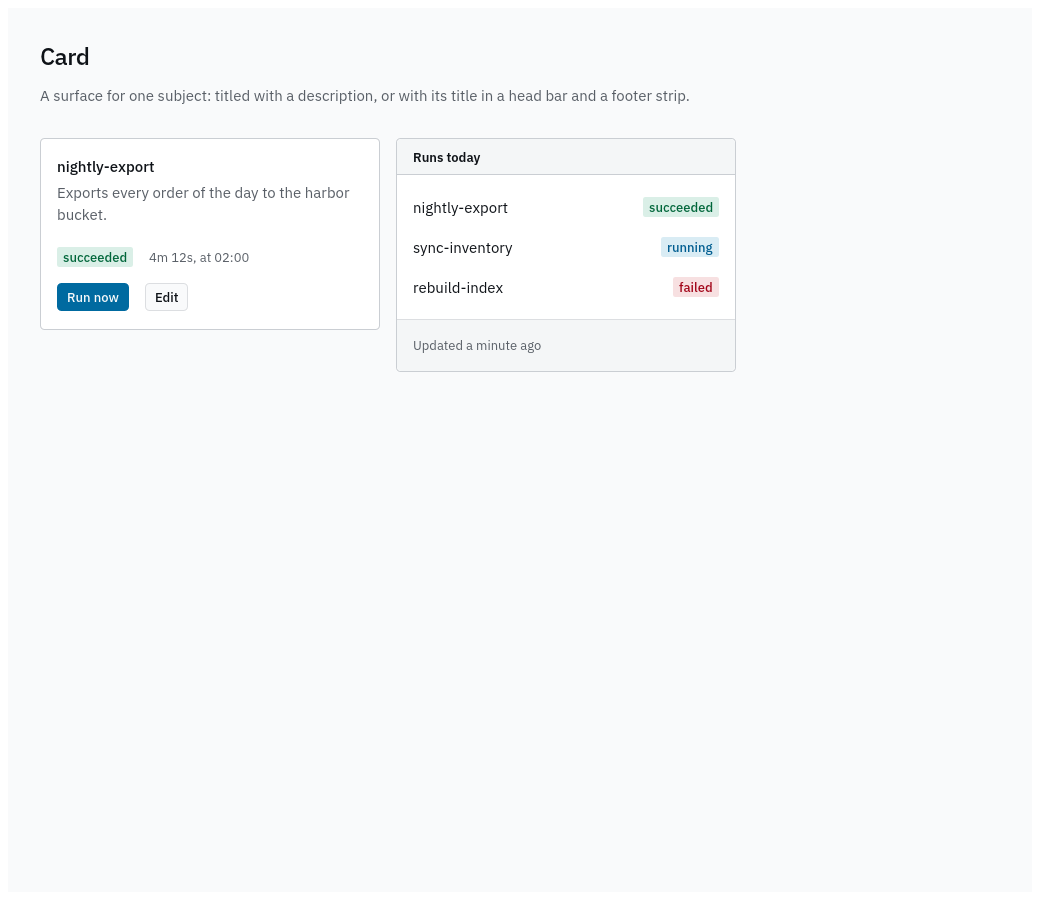 Card
A surface for one subject: titled with a description, or with its title in a head bar and a footer strip.
nightly-export
Exports every order of the day to the harbor
bucket.
succeeded 4m 12s, at 02:00
Run now Edit
Runs today
nightly-export succeeded
sync-inventory running
rebuild-index failed
Updated a minute ago